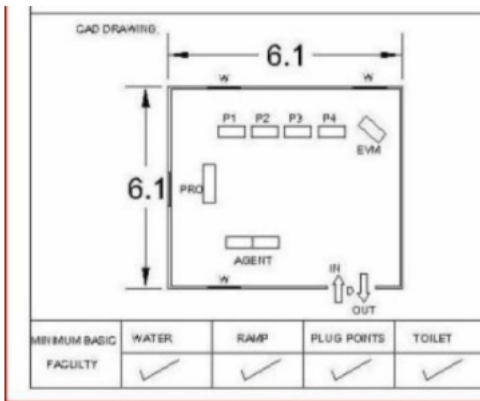 CAD DRAWING:
6.1
W W
P1 P2 P3 P4
EVM
6.1 PRO
AGENT
W IN
D
OUT
MINIMUM BASIC FACULTY WATER RAMP PLUG POINTS TOILET